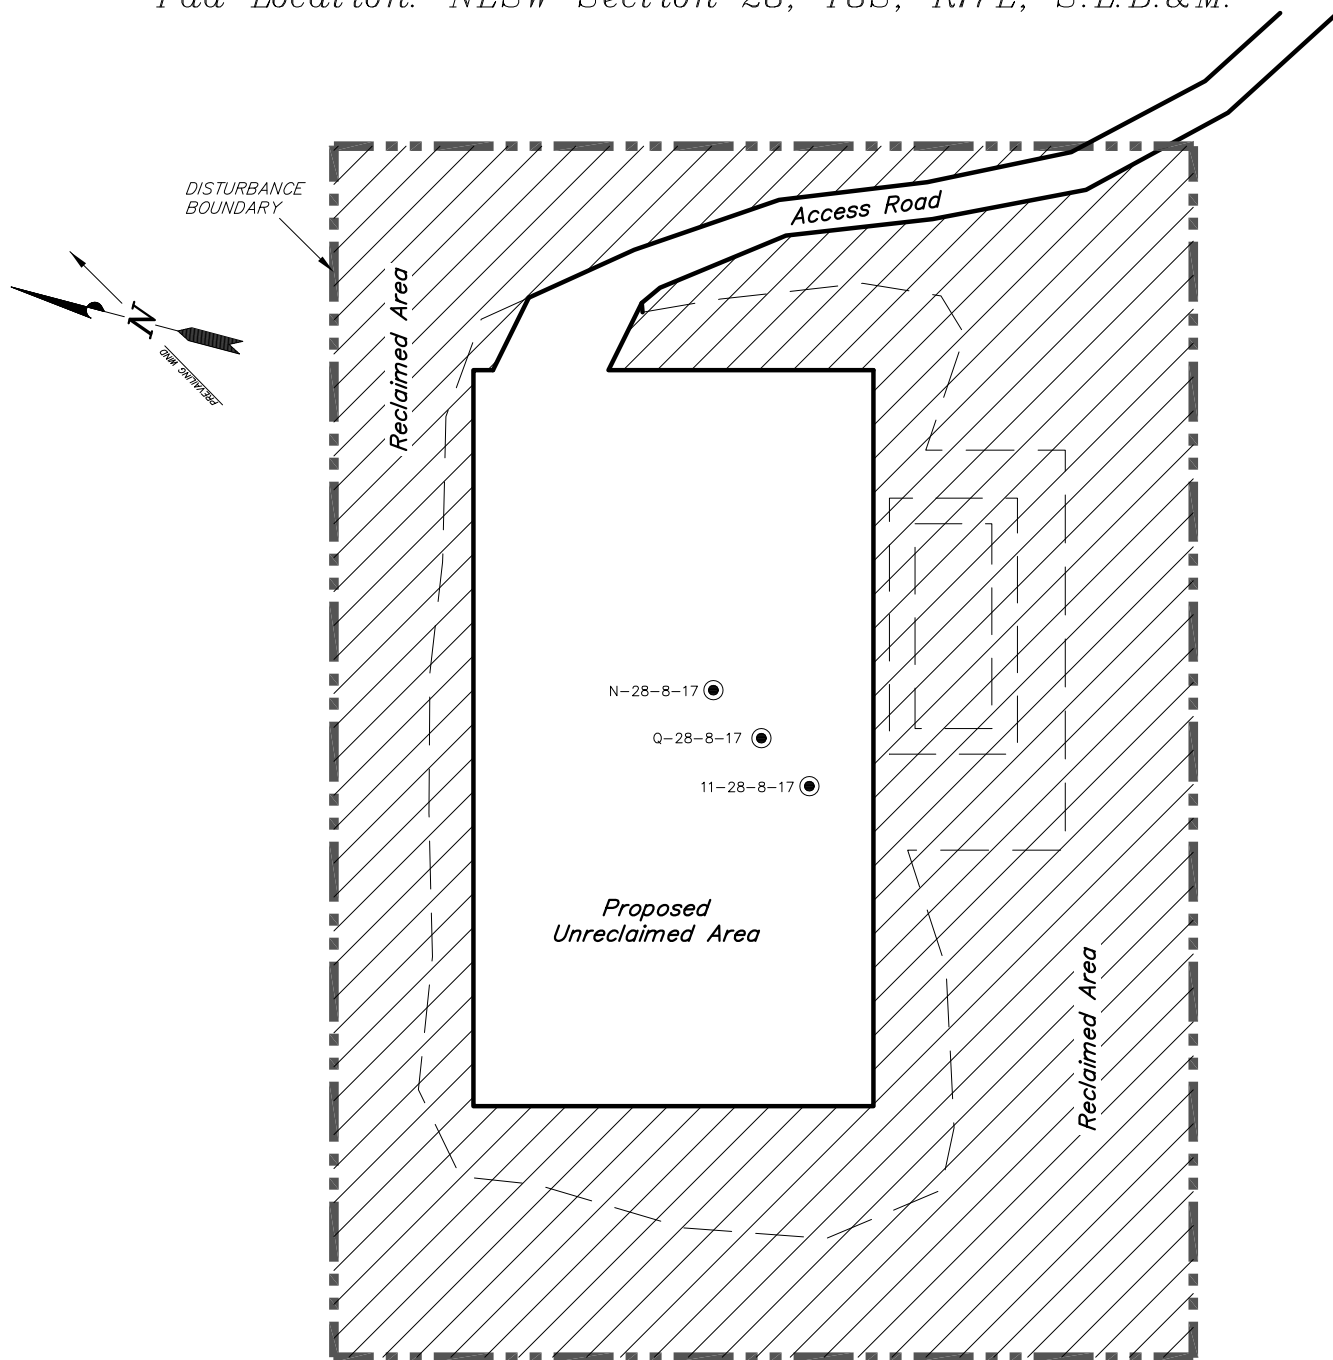 Pad Location: NESW Section 28, T8S, R17E, S.L.B.&M.
DISTURBANCE
BOUNDARY
Access Road
Reclaimed Area
N
PREVAILING WIND
N-28-8-17
Q-28-8-17
11-28-8-17
Proposed
Unreclaimed Area
Reclaimed Area